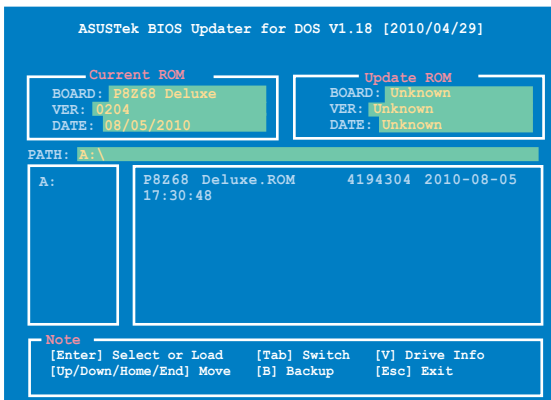 ASUSTek BIOS Updater for DOS V1.18 [2010/04/29]
Current ROM
BOARD: P8Z68 Deluxe
VER: 0204
DATE: 08/05/2010
Update ROM
BOARD: Unknown
VER: Unknown
DATE: Unknown
PATH: A:\
A:
P8Z68 Deluxe.ROM 4194304 2010-08-05
17:30:48
Note
[Enter] Select or Load [Tab] Switch [V] Drive Info
[Up/Down/Home/End] Move [B] Backup [Esc] Exit